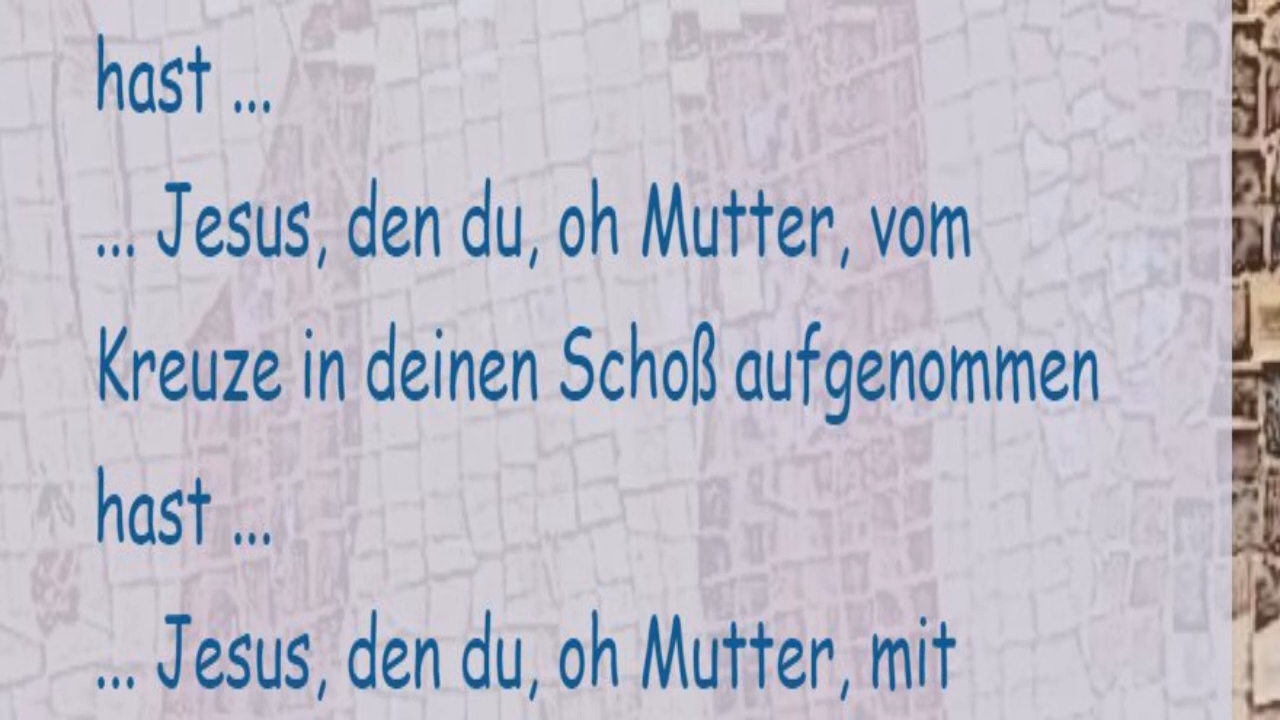 hast ...
... Jesus, den du, oh Mutter, vom
Kreuze in deinen Schoß aufgenommen
hast ...
... Jesus, den du, oh Mutter, mit